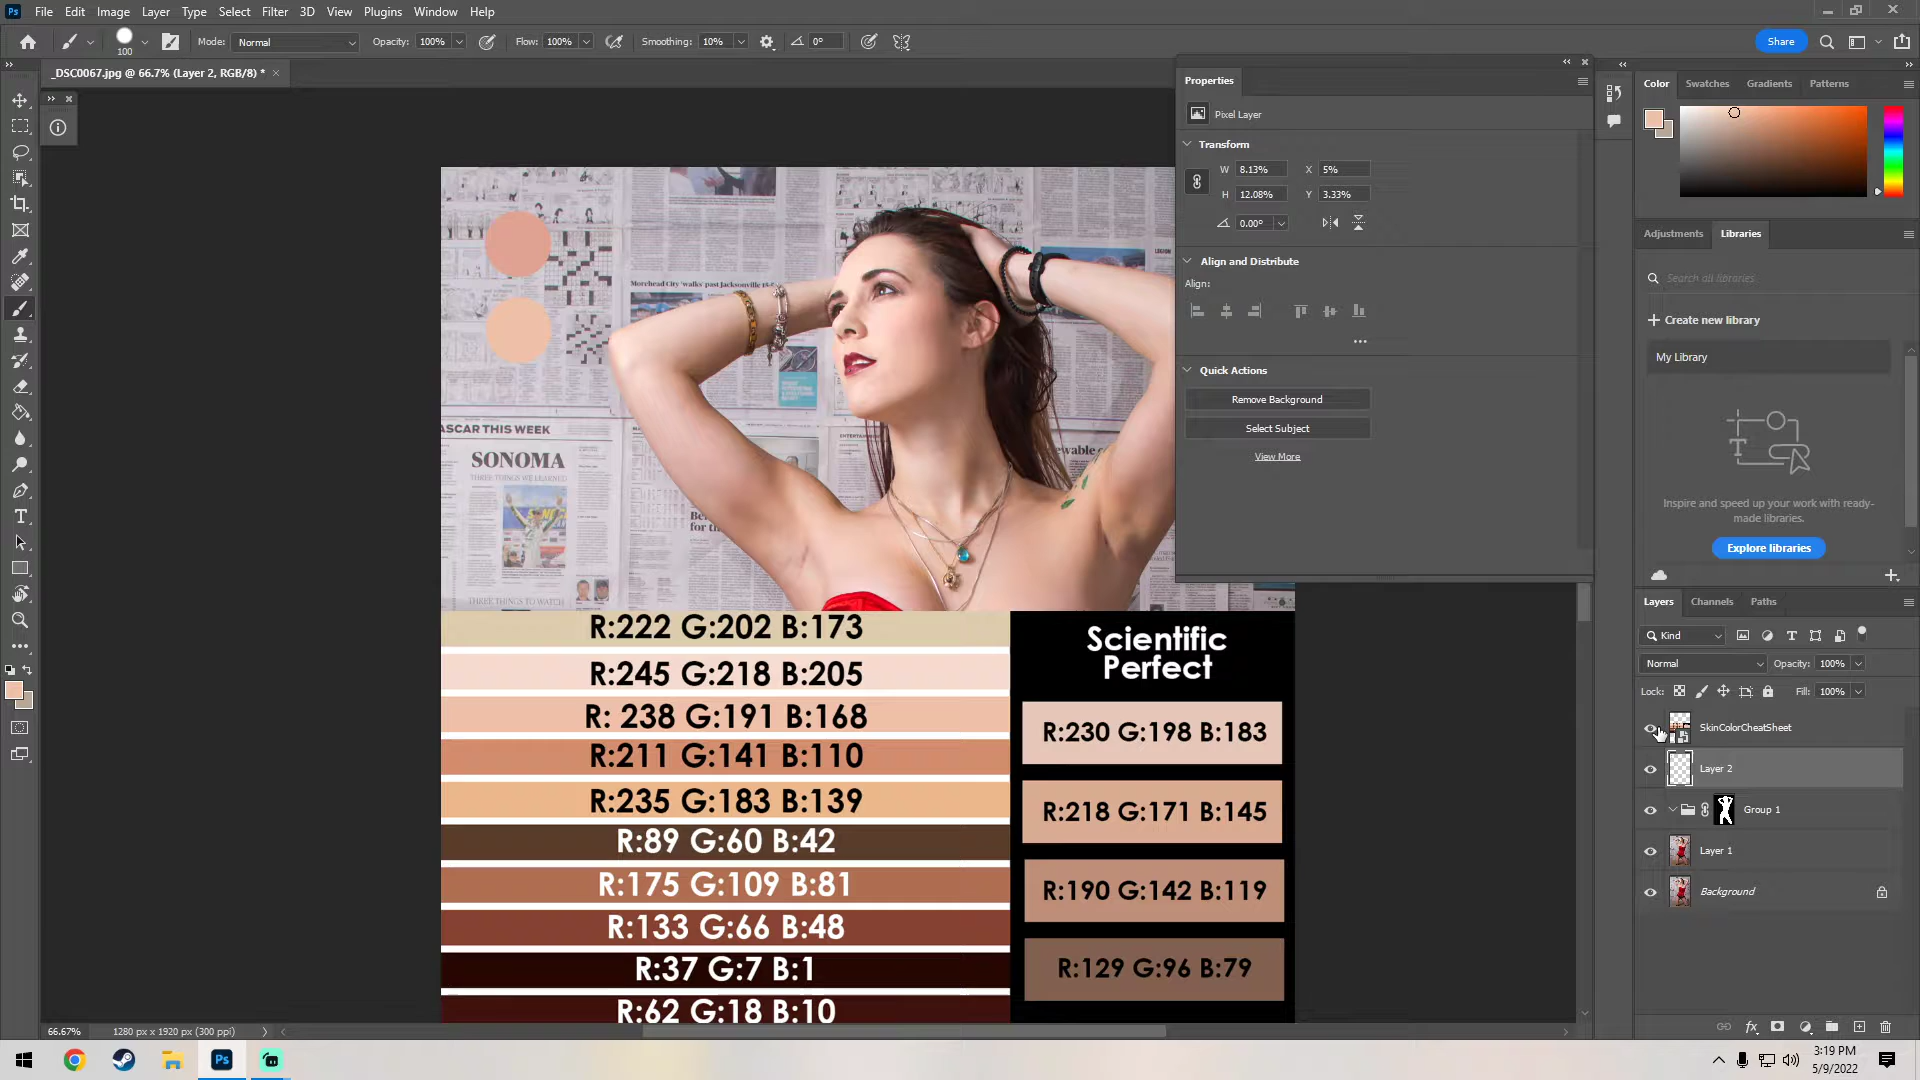 File Edit Image Layer Type Select Filter 3D View Plugins Window Help
100
Mode: Normal Opacity: 100% Flow: 100% Smoothing: 10% 0° Share
_DSC0067.jpg @ 66.7% (Layer 2, RGB/8) *
Properties
Pixel Layer
Transform
W 8.13% X 5%
H 12.08% Y 3.33%
0.00°
Align and Distribute
Align:
Quick Actions
Remove Background
Select Subject
View More
Color Swatches Gradients Patterns
Adjustments Libraries
Search all libraries
Create new library
My Library
Inspire and speed up your work with ready-
made libraries.
Explore libraries
Layers Channels Paths
Kind
Normal Opacity: 100%
Lock: Fill: 100%
SkinColorCheatSheet
Layer 2
Group 1
Layer 1
Background
Morehead City 'walks' past Jacksonville 15-8
ASCAR THIS WEEK
SONOMA
THINGS WE LEARNED
THREE THINGS TO WATCH
R:222 G:202 B:173
R:245 G:218 B:205
R: 238 G:191 B:168
R:211 G:141 B:110
R:235 G:183 B:139
R:89 G:60 B:42
R:175 G:109 B:81
R:133 G:66 B:48
R:37 G:7 B:1
R:62 G:18 B:10
Scientific
Perfect
R:230 G:198 B:183
R:218 G:171 B:145
R:190 G:142 B:119
R:129 G:96 B:79
66.67% 1280 px x 1920 px (300 ppi)
3:19 PM
5/9/2022